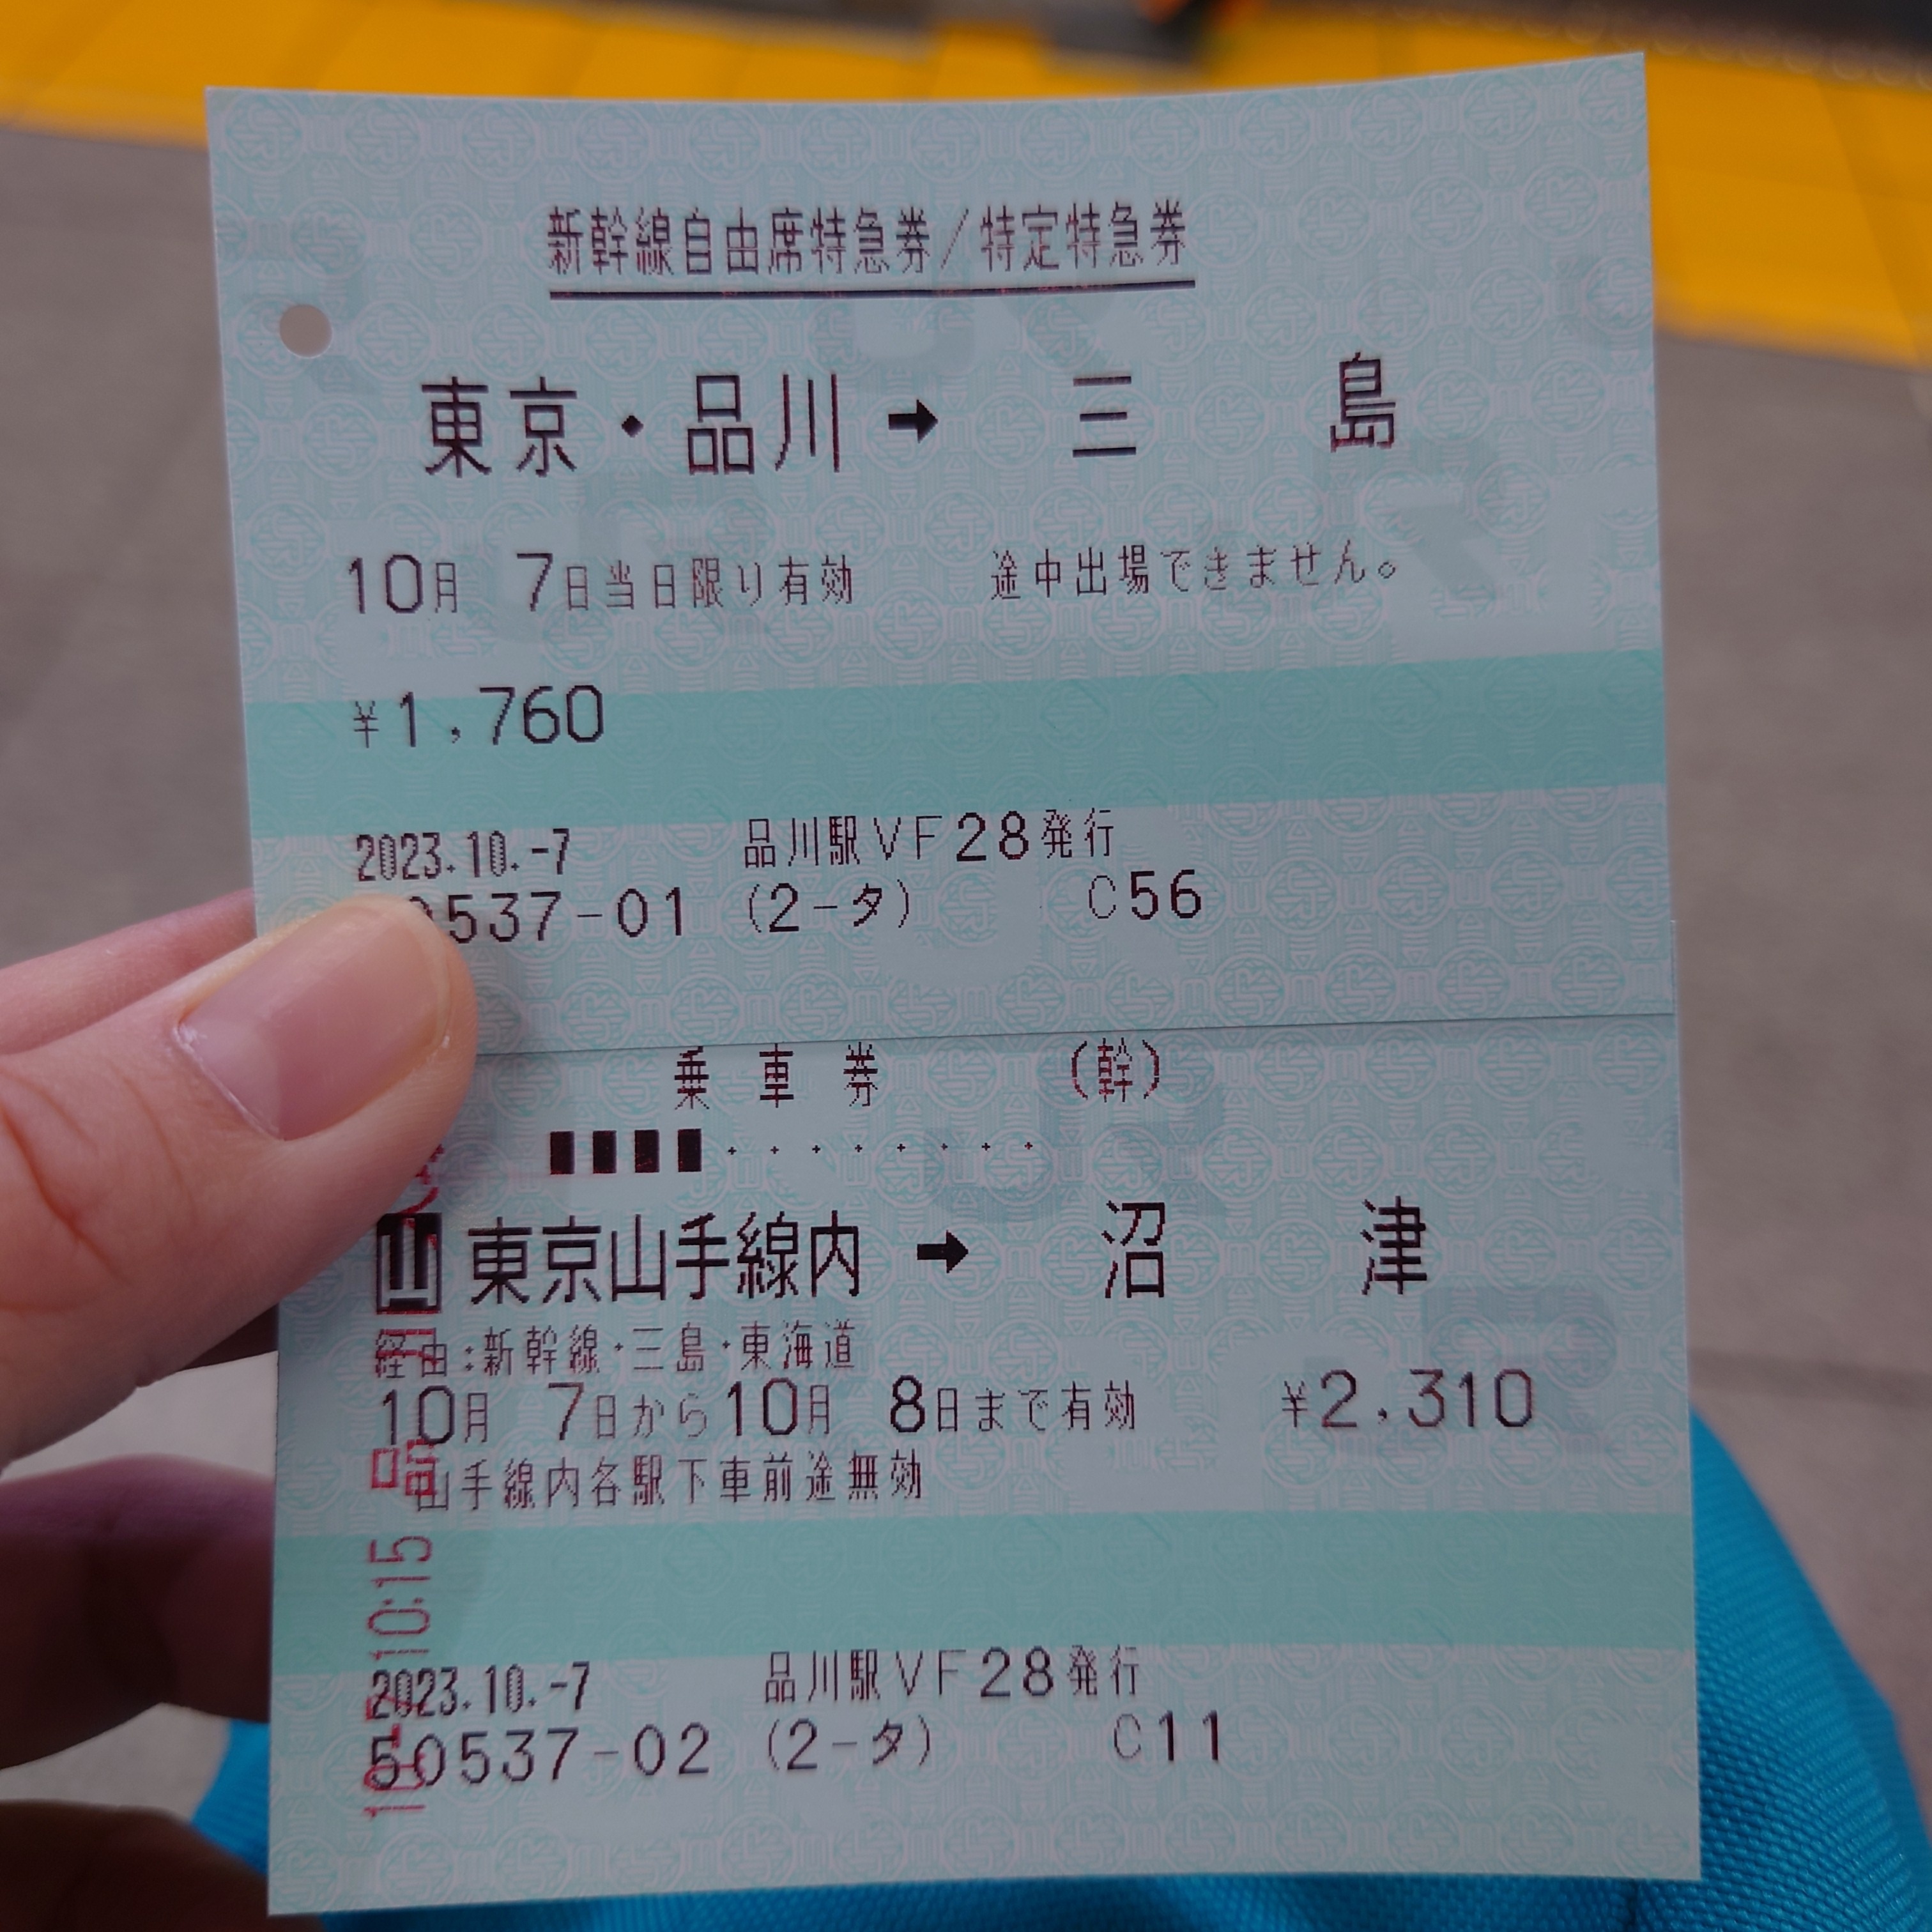 新幹線自由席特急券/特定特急券
東京・品川➡三島
10月 7日当日限り有効 途中出場できません。
¥1,760
2023.10.-7 品川駅VF28発行
0537-01 (2-タ) C56
乗車券 (幹)
山 東京山手線内➡沼津
経由:新幹線・三島・東海道
10月 7日から10月 8日まで有効 ¥2,310
山手線内各駅下車前途無効
2023.10.-7 品川駅VF28発行
50537-02 (2-タ) C11
10:15 品川